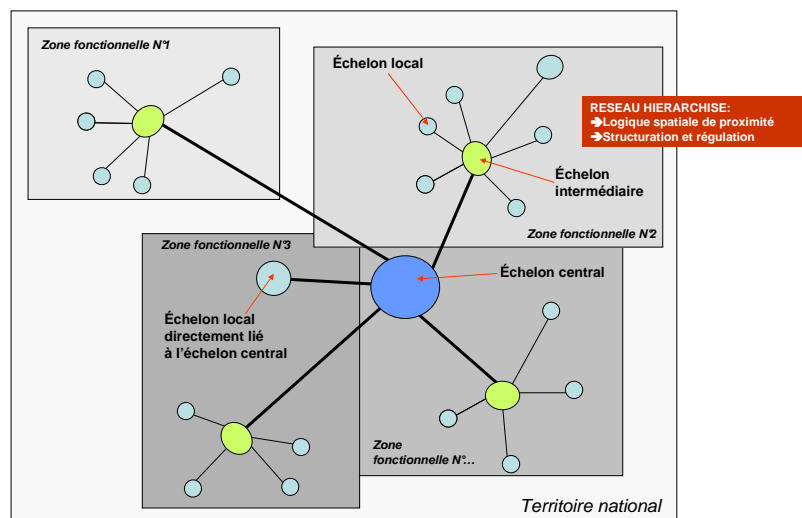 Zone fonctionnelle N°1
Échelon local
RESEAU HIERARCHISE:
➔Logique spatiale de proximité
➔Structuration et régulation
Échelon
intermédiaire
Zone fonctionnelle N°2
Zone fonctionnelle N°3
Échelon central
Échelon local
directement lié
à l'échelon central
Zone
fonctionnelle N°…
Territoire national